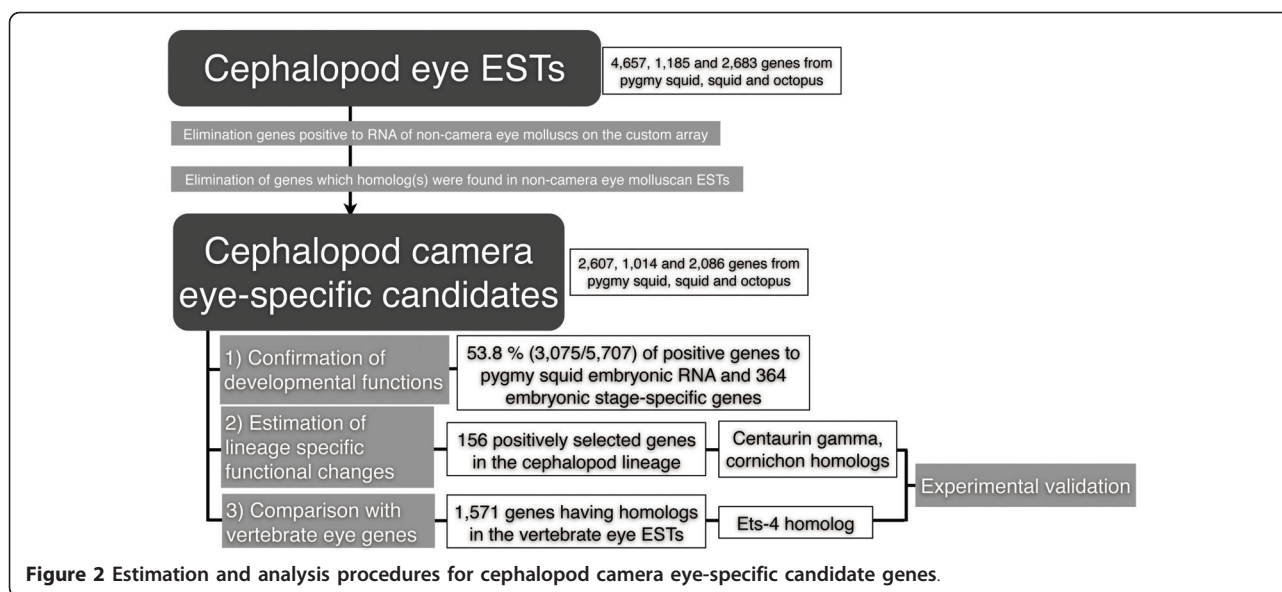 Cephalopod eye ESTs
4,657, 1,185 and 2,683 genes from
pygmy squid, squid and octopus
Elimination genes positive to RNA of non-camera eye molluscs on the custom array
Elimination of genes which homolog(s) were found in non-camera eye molluscan ESTs
Cephalopod camera
eye-specific candidates
2,607, 1,014 and 2,086 genes from
pygmy squid, squid and octopus
1) Confirmation of
developmental functions
53.8 % (3,075/5,707) of positive genes to
pygmy squid embryonic RNA and 364
embryonic stage-specific genes
2) Estimation of
lineage specific
functional changes
156 positively selected genes
in the cephalopod lineage
Centaurin gamma,
cornichon homologs
3) Comparison with
vertebrate eye genes
1,571 genes having homologs
in the vertebrate eye ESTs
Ets-4 homolog
Experimental validation
Figure 2 Estimation and analysis procedures for cephalopod camera eye-specific candidate genes.